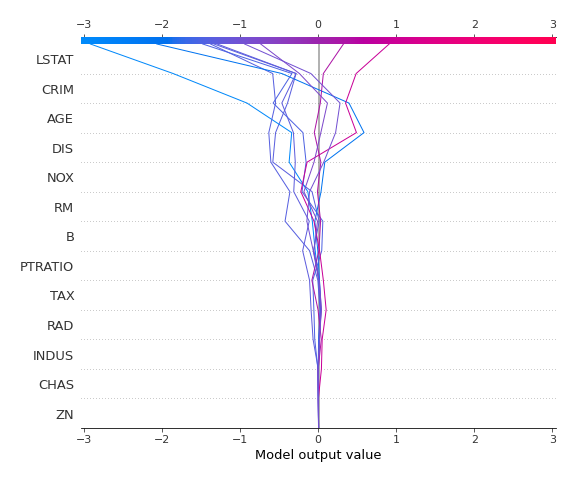 −3 −2 −1 0 1 2 3
LSTAT
CRIM
AGE
DIS
NOX
RM
B
PTRATIO
TAX
RAD
INDUS
CHAS
ZN
−3 −2 −1 0 1 2 3
Model output value